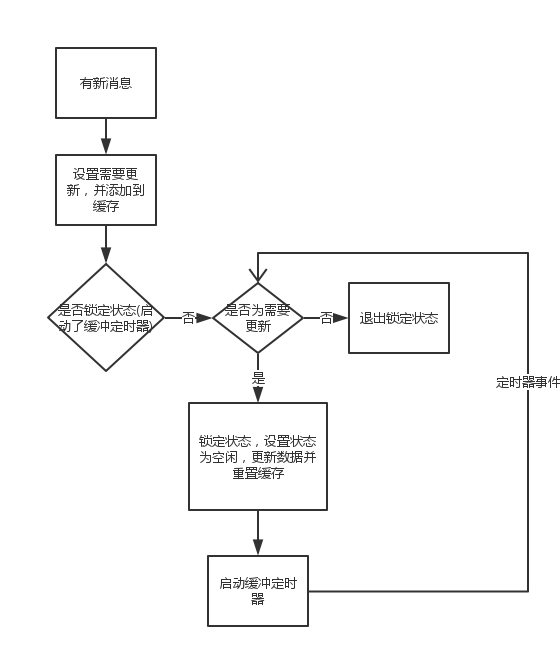 有新消息
设置需要更
新，并添加到
缓存
是否锁定状态(启
动了缓冲定时器)
否
是否为需要
更新
否
退出锁定状态
定时器事件
是
锁定状态，设置状态
为空闲，更新数据并
重置缓存
启动缓冲定时
器